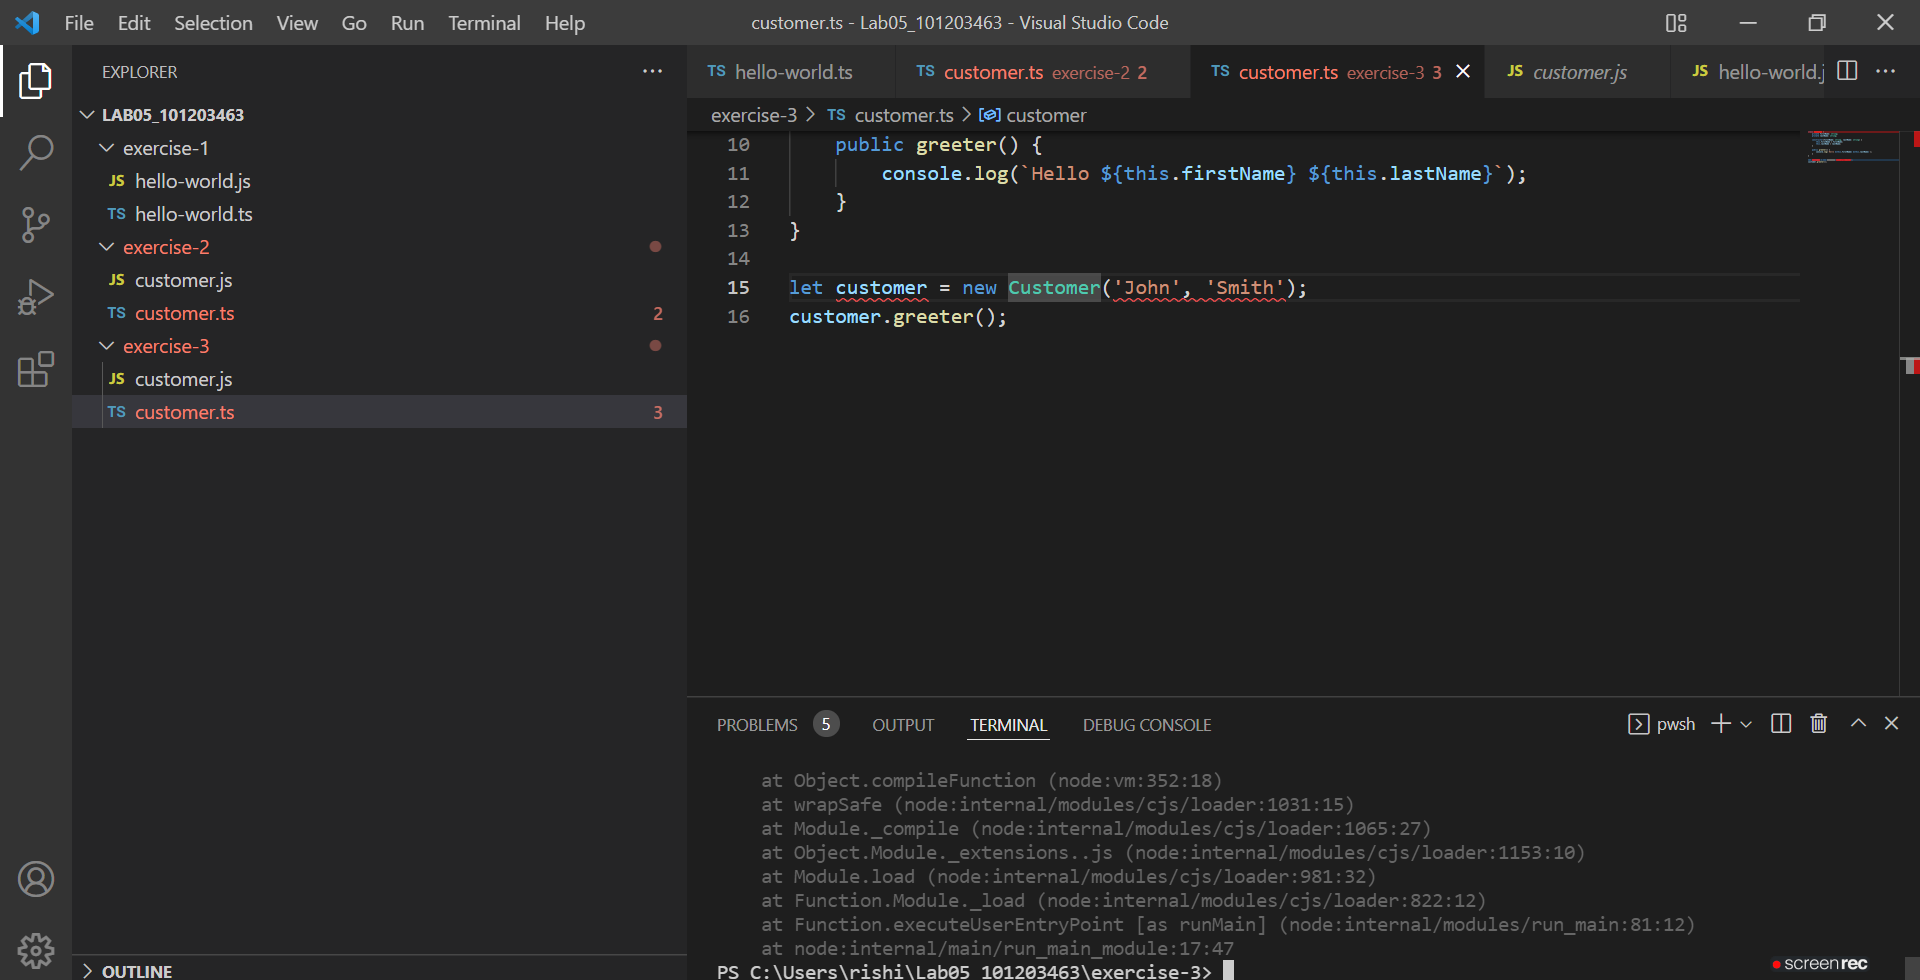 File Edit Selection View Go Run Terminal Help customer.ts - Lab05_101203463 - Visual Studio Code
EXPLORER
LAB05_101203463
exercise-1
JS hello-world.js
TS hello-world.ts
exercise-2
JS customer.js
TS customer.ts 2
exercise-3
JS customer.js
TS customer.ts 3
OUTLINE
TS hello-world.ts TS customer.ts exercise-2 2 TS customer.ts exercise-3 3 JS customer.js JS hello-world.j
exercise-3 > TS customer.ts > customer
10 public greeter() {
11 console.log(`Hello ${this.firstName} ${this.lastName}`);
12 }
13 }
14
15 let customer = new Customer('John', 'Smith');
16 customer.greeter();
PROBLEMS 5 OUTPUT TERMINAL DEBUG CONSOLE pwsh
at Object.compileFunction (node:vm:352:18)
at wrapSafe (node:internal/modules/cjs/loader:1031:15)
at Module._compile (node:internal/modules/cjs/loader:1065:27)
at Object.Module._extensions..js (node:internal/modules/cjs/loader:1153:10)
at Module.load (node:internal/modules/cjs/loader:981:32)
at Function.Module._load (node:internal/modules/cjs/loader:822:12)
at Function.executeUserEntryPoint [as runMain] (node:internal/modules/run_main:81:12)
at node:internal/main/run_main_module:17:47
PS C:\Users\rishi\Lab05_101203463\exercise-3>
screenrec